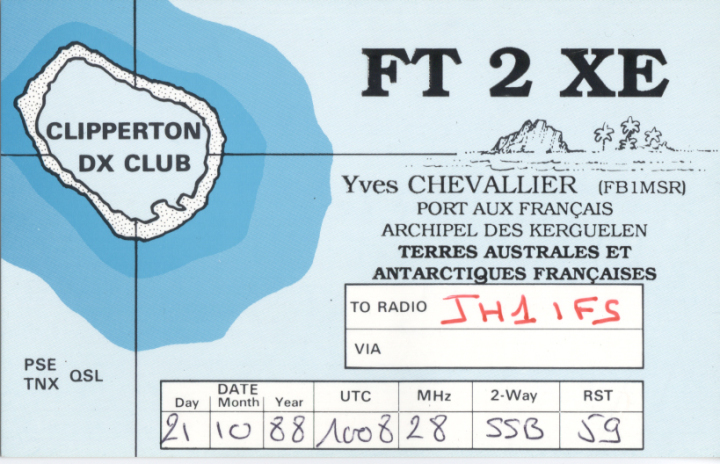 FT 2 XE
CLIPPERTON
DX CLUB
Yves CHEVALLIER (FB1MSR)
PORT AUX FRANÇAIS
ARCHIPEL DES KERGUELEN
TERRES AUSTRALES ET
ANTARCTIQUES FRANÇAISES
TO RADIO JH1IFS
VIA
PSE
TNX QSL
Day DATE Month Year UTC MHz 2-Way RST
21 10 88 1008 28 SSB 59